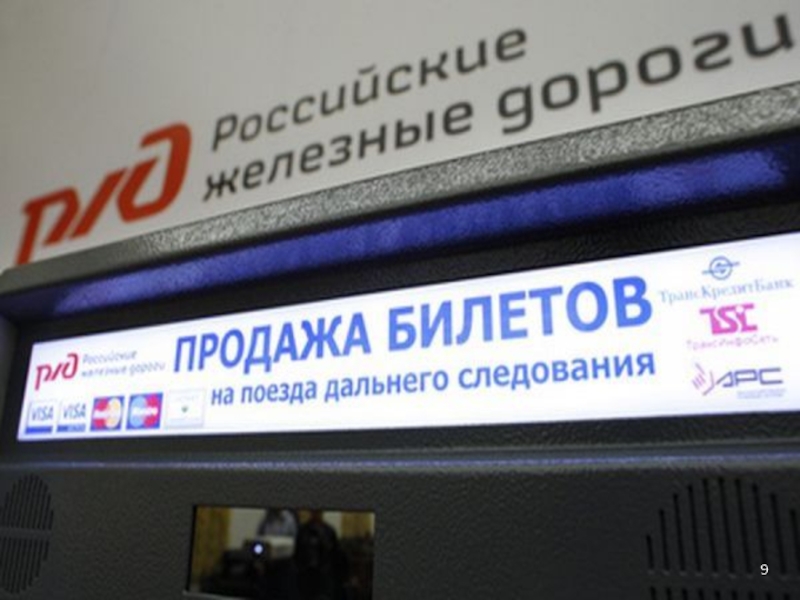 Российские
железные дороги
ржд
ПРОДАЖА БИЛЕТОВ
на поезда дальнего следования
ржд Российские
железные дороги
VISA VISA
ТрансКредитБанк
TSC
ТрансИнфоСеть
АРС
9